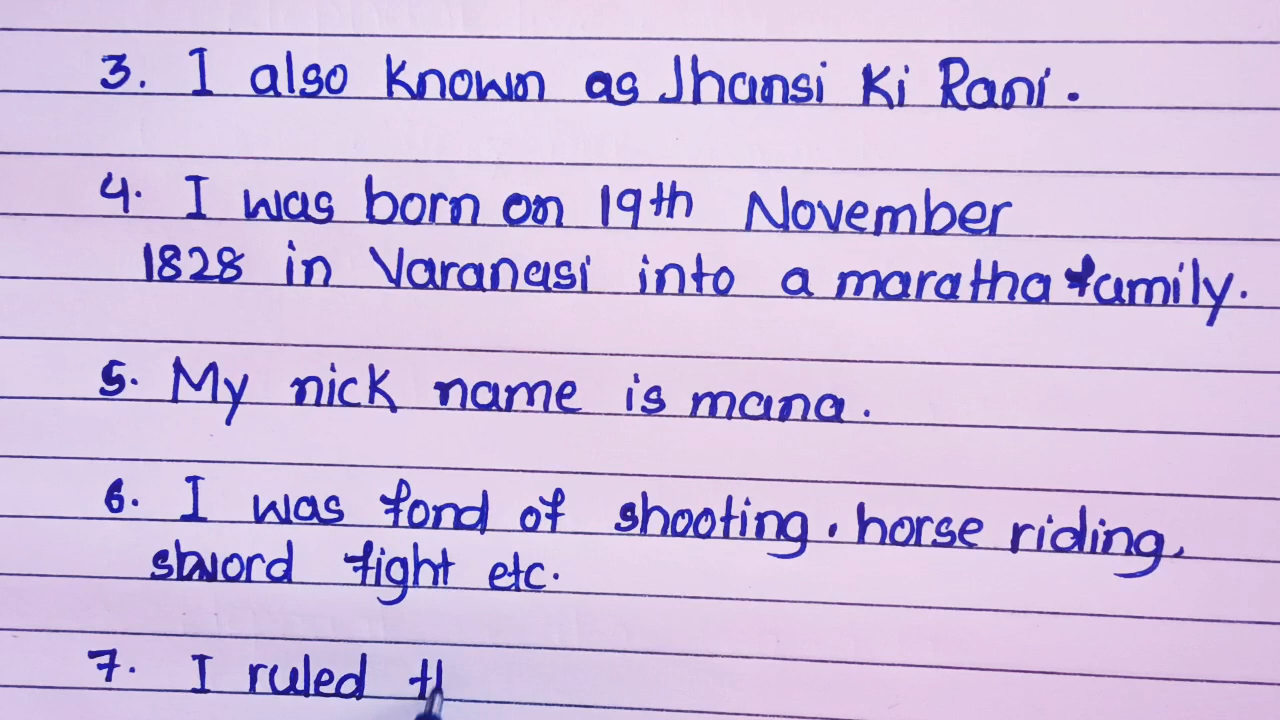 3. I also known as Jhansi Ki Rani.
4. I was born on 19th November
1828 in Varanasi into a maratha family.
5. My nick name is mana.
6. I was fond of shooting, horse riding,
sword fight etc.
7. I ruled th